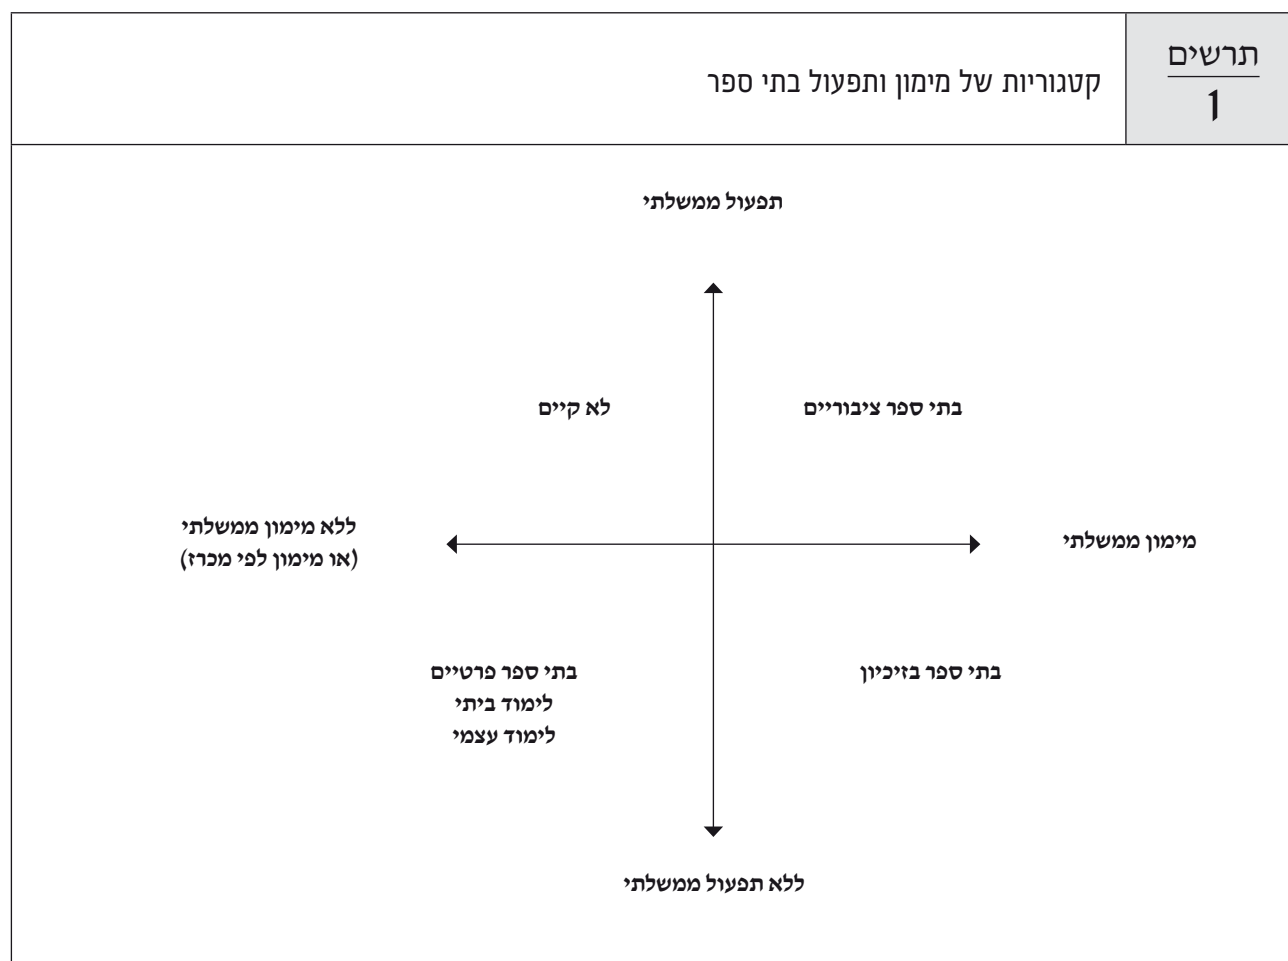 תרשים
1
קטגוריות של מימון ותפעול בתי ספר
תפעול ממשלתי
בתי ספר ציבוריים
לא קיים
מימון ממשלתי
ללא מימון ממשלתי
(או מימון לפי מכרז)
בתי ספר בזיכיון
בתי ספר פרטיים
לימוד ביתי
לימוד עצמי
ללא תפעול ממשלתי